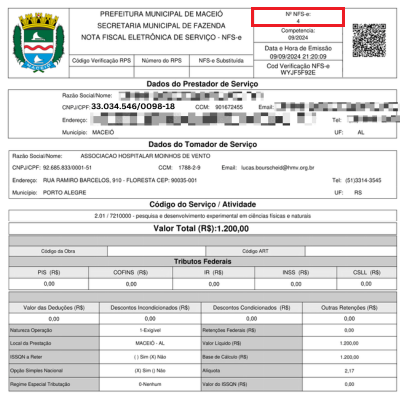 PREFEITURA MUNICIPAL DE MACEIÓ
SECRETARIA MUNICIPAL DE FAZENDA
NOTA FISCAL ELETRÔNICA DE SERVIÇO - NFS-e
Código Verificação RPS Número do RPS NFS-e Substituída
Nº NFS-e:
4
Competencia:
09/2024
Data e Hora de Emissão
09/09/2024 21:20:09
Cod Verificação NFS-e
WYJF5F92E
MACEIÓ
Dados do Prestador de Serviço
Razão Social/Nome:
CNPJ/CPF: 33.034.546/0098-18 CCM: 901672455 Email:
Endereço: Tel:
Município: MACEIÓ UF: AL
Dados do Tomador de Serviço
Razão Social/Nome: ASSOCIACAO HOSPITALAR MOINHOS DE VENTO
CNPJ/CPF: 92.685.833/0001-51 CCM: 1788-2-9 Email: lucas.bourscheid@hmv.org.br
Endereço: RUA RAMIRO BARCELOS, 910 - FLORESTA CEP: 90035-001 Tel: (51)3314-3545
Município: PORTO ALEGRE UF: RS
Código do Serviço / Atividade
2.01 / 7210000 - pesquisa e desenvolvimento experimental em ciências físicas e naturais
Valor Total (R$):1.200,00
Código da Obra Código ART
Tributos Federais
PIS (R$) COFINS (R$) IR (R$) INSS (R$) CSLL (R$)
0,00 0,00 0,00 0,00 0,00
Valor das Deduções (R$) Descontos Incondicionados (R$) Descontos Condicionados (R$) Outras Retenções (R$)
0,00 0,00 0,00 0,00
Natureza Operação 1-Exigível Retenções Federais (R$) 0,00
Local da Prestação MACEIO - AL Valor Líquido (R$) 1.200,00
ISSQN a Reter ( ) Sim (X) Não Base de Cálculo (R$) 1.200,00
Opção Simples Nacional (X) Sim () Não Alíquota 2,17
Regime Especial Tributação 0-Nenhum Valor do ISSQN (R$) 0,00